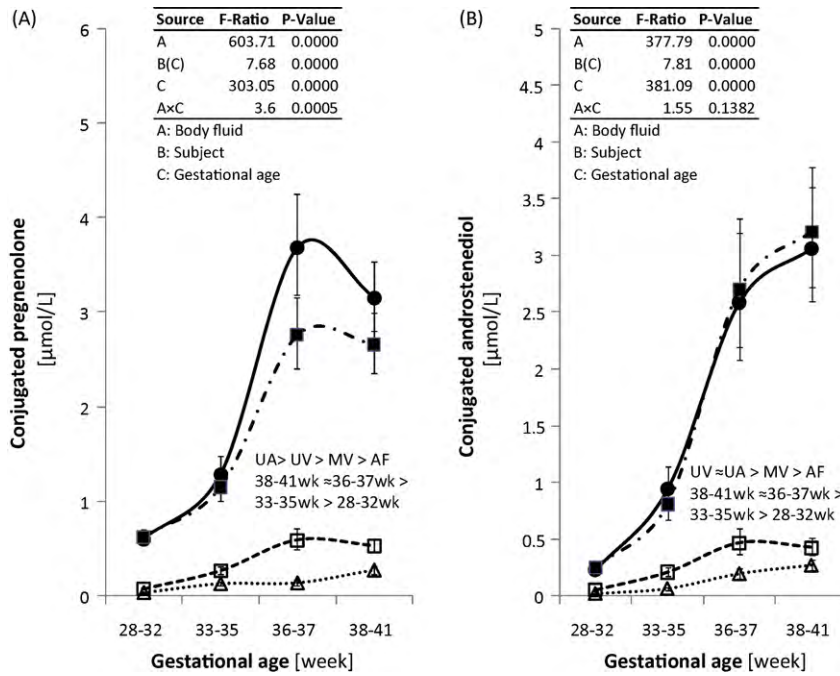 (A)
Source F-Ratio P-Value
A 603.71 0.0000
B(C) 7.68 0.0000
C 303.05 0.0000
A×C 3.6 0.0005
A: Body fluid
B: Subject
C: Gestational age
6
5
4
3
2
1
0
Conjugated pregnenolone
[µmol/L]
UA> UV > MV > AF
38-41wk ≈36-37wk >
33-35wk > 28-32wk
28-32 33-35 36-37 38-41
Gestational age [week]
(B)
Source F-Ratio P-Value
A 377.79 0.0000
B(C) 7.81 0.0000
C 381.09 0.0000
A×C 1.55 0.1382
A: Body fluid
B: Subject
C: Gestational age
5
4.5
4
3.5
3
2.5
2
1.5
1
0.5
0
Conjugated androstenediol
[µmol/L]
UV ≈UA > MV > AF
38-41wk ≈36-37wk >
33-35wk > 28-32wk
28-32 33-35 36-37 38-41
Gestational age [week]